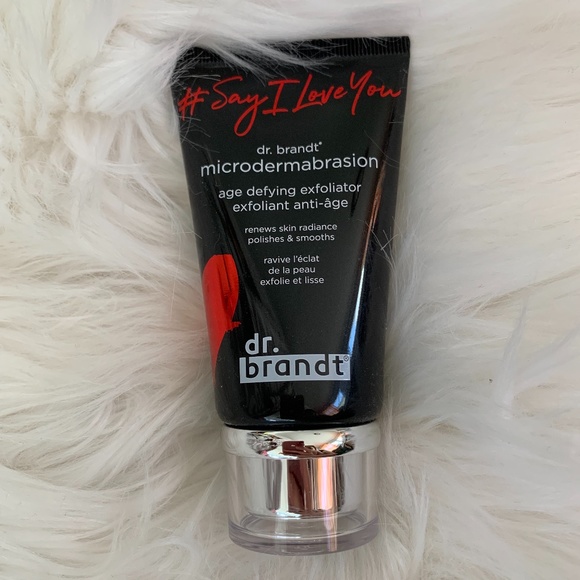 #SayILoveYou
dr. brandt®
microdermabrasion
age defying exfoliator
exfoliant anti-âge
renews skin radiance
polishes & smooths
ravive l'éclat
de la peau
exfolie et lisse
dr.
brandt®